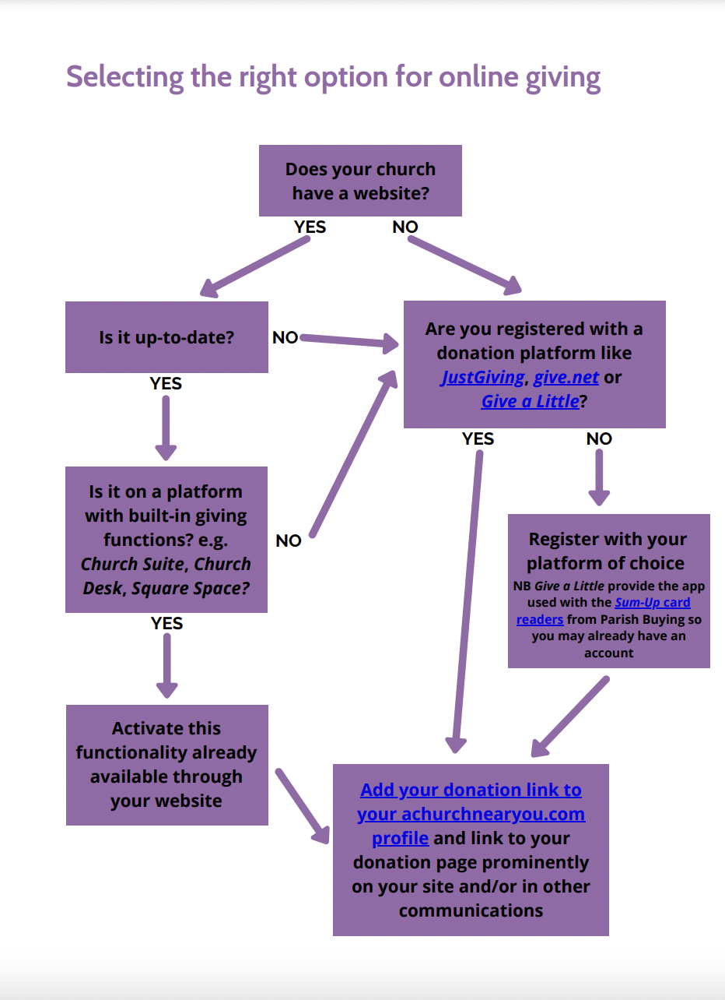 Selecting the right option for online giving
Does your church
have a website?
YES
NO
Is it up-to-date?
NO
Are you registered with a
donation platform like
JustGiving, give.net or
Give a Little?
YES
YES
NO
Is it on a platform
with built-in giving
functions? e.g.
Church Suite, Church
Desk, Square Space?
NO
Register with your
platform of choice
NB Give a Little provide the app
used with the Sum-Up card
readers from Parish Buying so
you may already have an
account
YES
Activate this
functionality already
available through
your website
Add your donation link to
your achurchnearyou.com
profile and link to your
donation page prominently
on your site and/or in other
communications